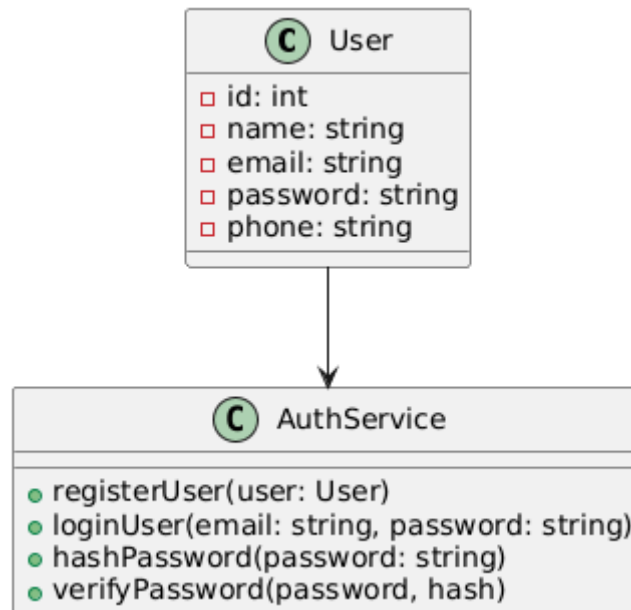 C User
id: int
name: string
email: string
password: string
phone: string
C AuthService
registerUser(user: User)
loginUser(email: string, password: string)
hashPassword(password: string)
verifyPassword(password, hash)